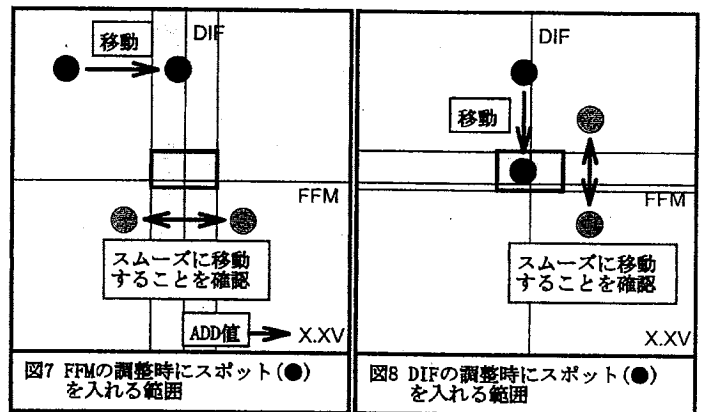 DIF
移動
FFM
スムーズに移動
することを確認
ADD値
X.XV
図7 FFMの調整時にスポット(●)
を入れる範囲
DIF
移動
FFM
スムーズに移動
することを確認
X.XV
図8 DIFの調整時にスポット(●)
を入れる範囲